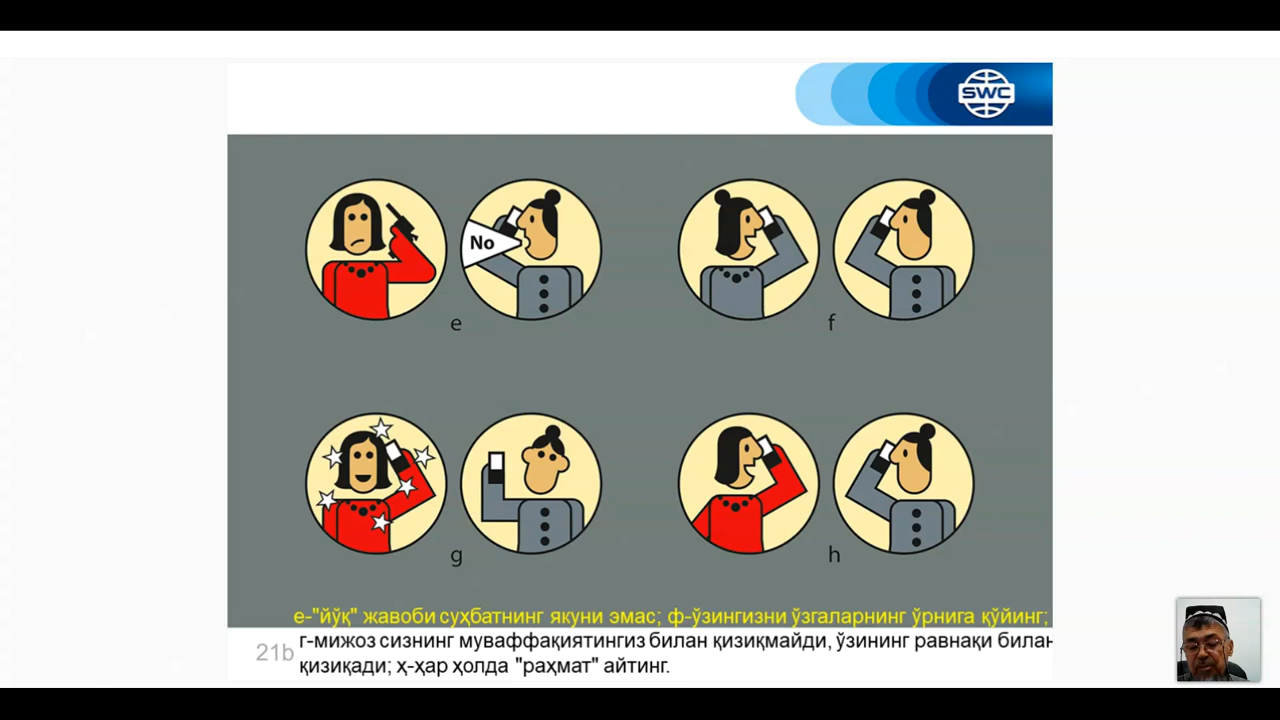 SWC
No
e
f
g
h
е-"йўқ" жавоби суҳбатнинг якуни эмас; ф-ўзингизни ўзгаларнинг ўрнига қўйинг;
г-мижоз сизнинг муваффақиятингиз билан қизиқмайди, ўзининг равнақи билан
21b
қизиқади; ҳ-ҳар ҳолда "раҳмат" айтинг.